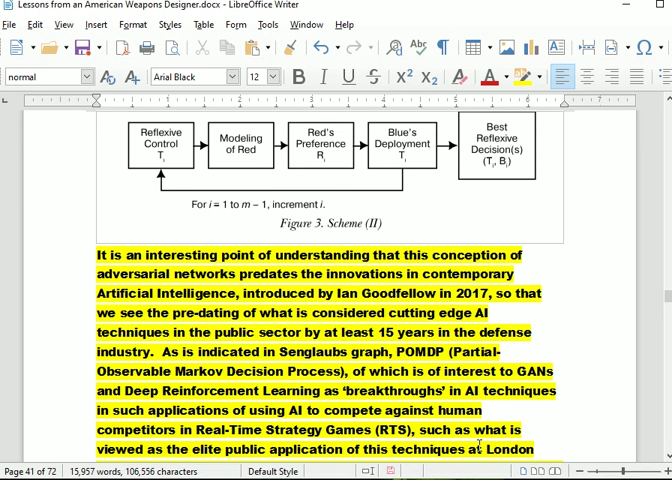 Lessons from an American Weapons Designer.docx - LibreOffice Writer
File Edit View Insert Format Styles Table Form Tools Window Help
normal Arial Black 12
1 1 2 3 4 5 6 7
Reflexive Control Ti
Modeling of Red
Red's Preference Ri
Blue's Deployment Ti
Best Reflexive Decision(s) (Ti, Bi)
For i = 1 to m – 1, increment i.
Figure 3. Scheme (II)
It is an interesting point of understanding that this conception of
adversarial networks predates the innovations in contemporary
Artificial Intelligence, introduced by Ian Goodfellow in 2017, so that
we see the pre-dating of what is considered cutting edge AI
techniques in the public sector by at least 15 years in the defense
industry.  As is indicated in Senglaubs graph, POMDP (Partial-
Observable Markov Decision Process), of which is of interest to GANs
and Deep Reinforcement Learning as 'breakthroughs' in AI techniques
in such applications of using AI to compete against human
competitors in Real-Time Strategy Games (RTS), such as what is
viewed as the elite public application of this techniques at London
Page 41 of 72 15,957 words, 106,556 characters Default Style